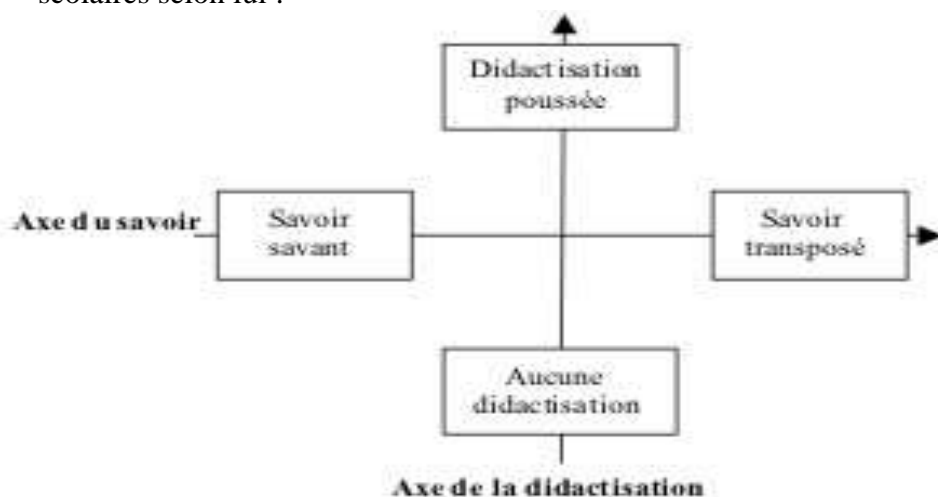 Didactisation
poussée
Axe du savoir
Savoir
savant
Savoir
transposé
Aucune
didactisation
Axe de la didactisation